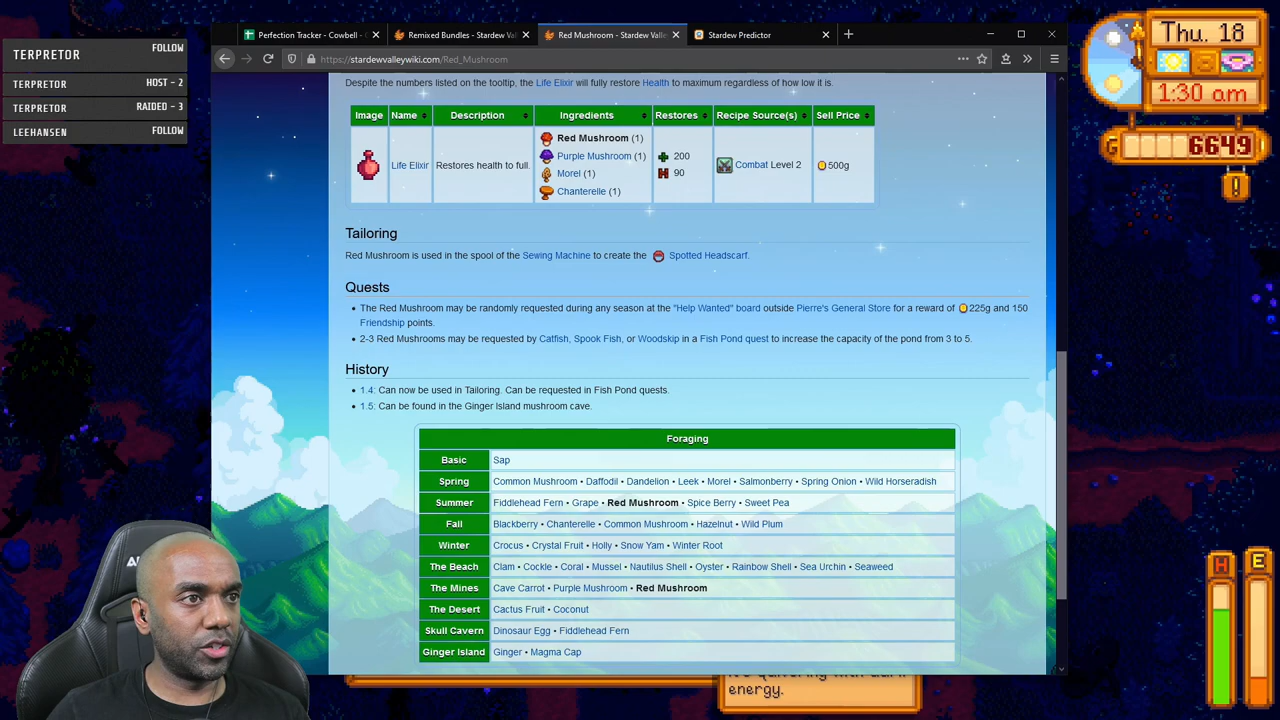 TERPRETOR FOLLOW
TERPRETOR HOST - 2
TERPRETOR RAIDED - 3
LEEHANSEN FOLLOW
Perfection Tracker - Cowbell - C
Remixed Bundles - Stardew Val
Red Mushroom - Stardew Valle
Stardew Predictor
https://stardewvalleywiki.com/Red_Mushroom
Thu. 18
1:30 am
6649
Despite the numbers listed on the tooltip, the Life Elixir will fully restore Health to maximum regardless of how low it is.
Image Name Description Ingredients Restores Recipe Source(s) Sell Price
Life Elixir
Restores health to full.
Red Mushroom (1)
Purple Mushroom (1)
Morel (1)
Chanterelle (1)
200
90
Combat Level 2
500g
Tailoring
Red Mushroom is used in the spool of the Sewing Machine to create the Spotted Headscarf.
Quests
• The Red Mushroom may be randomly requested during any season at the "Help Wanted" board outside Pierre's General Store for a reward of 225g and 150
Friendship points.
• 2-3 Red Mushrooms may be requested by Catfish, Spook Fish, or Woodskip in a Fish Pond quest to increase the capacity of the pond from 3 to 5.
History
• 1.4: Can now be used in Tailoring. Can be requested in Fish Pond quests.
• 1.5: Can be found in the Ginger Island mushroom cave.
Foraging
Basic Sap
Spring Common Mushroom • Daffodil • Dandelion • Leek • Morel • Salmonberry • Spring Onion • Wild Horseradish
Summer Fiddlehead Fern • Grape • Red Mushroom • Spice Berry • Sweet Pea
Fall Blackberry • Chanterelle • Common Mushroom • Hazelnut • Wild Plum
Winter Crocus • Crystal Fruit • Holly • Snow Yam • Winter Root
The Beach Clam • Cockle • Coral • Mussel • Nautilus Shell • Oyster • Rainbow Shell • Sea Urchin • Seaweed
The Mines Cave Carrot • Purple Mushroom • Red Mushroom
The Desert Cactus Fruit • Coconut
Skull Cavern Dinosaur Egg • Fiddlehead Fern
Ginger Island Ginger • Magma Cap
energy.
H E